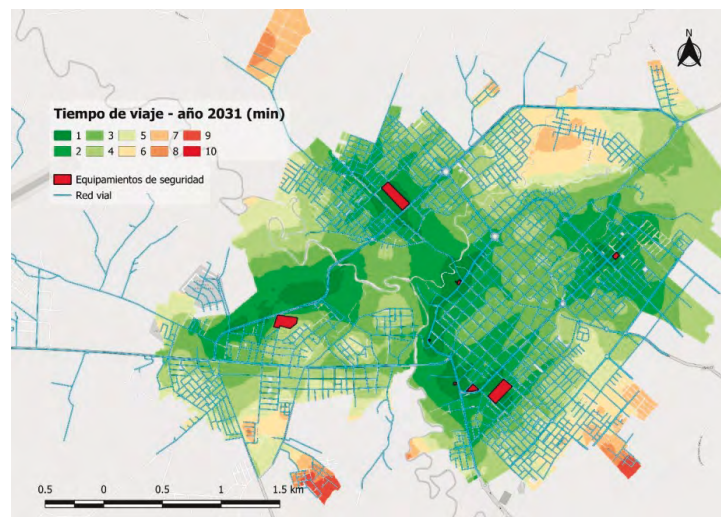 N
Tiempo de viaje - año 2031 (min)
1 3 5 7 9
2 4 6 8 10
Equipamientos de seguridad
Red vial
0.5 0 0.5 1 1.5 km